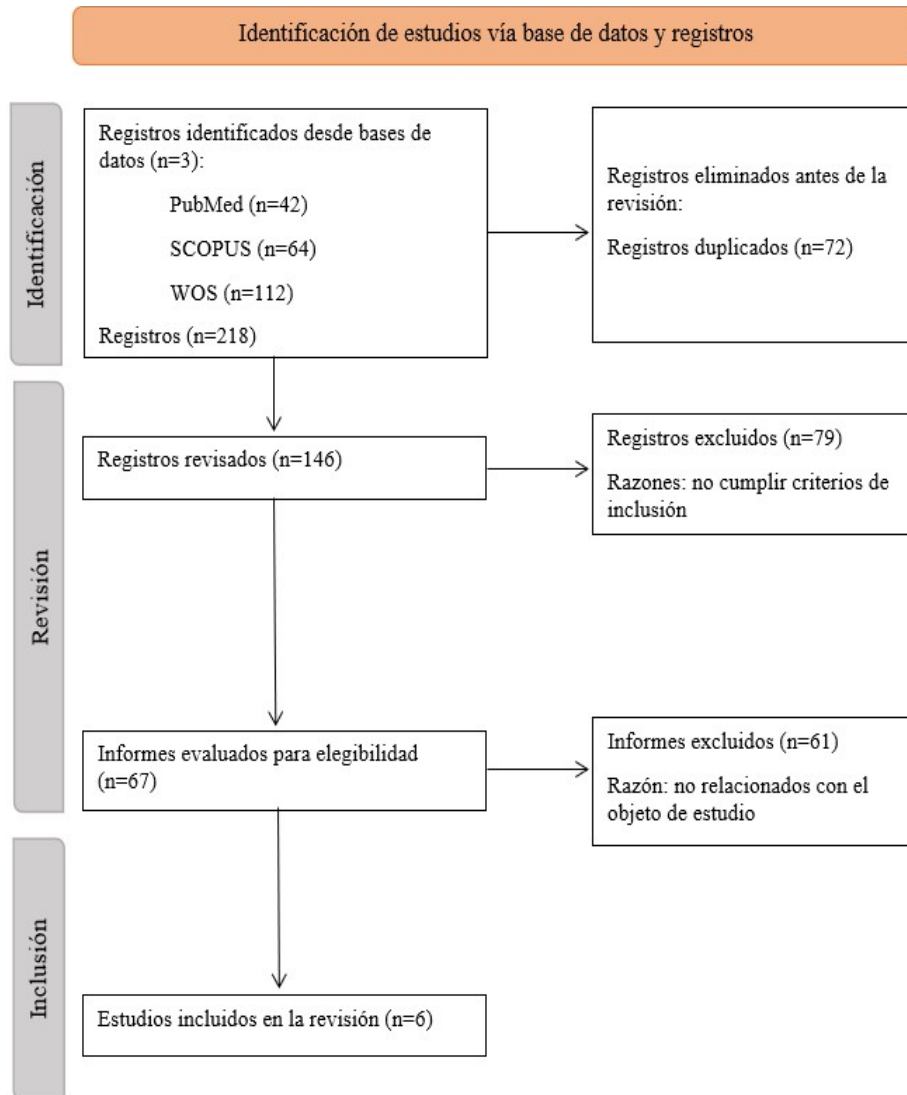 Identificación de estudios vía base de datos y registros
Identificación
Registros identificados desde bases de
datos (n=3):
PubMed (n=42)
SCOPUS (n=64)
WOS (n=112)
Registros (n=218)
Registros eliminados antes de la
revisión:
Registros duplicados (n=72)
Revisión
Registros revisados (n=146)
Registros excluidos (n=79)
Razones: no cumplir criterios de
inclusión
Informes evaluados para elegibilidad
(n=67)
Informes excluidos (n=61)
Razón: no relacionados con el
objeto de estudio
Inclusión
Estudios incluidos en la revisión (n=6)